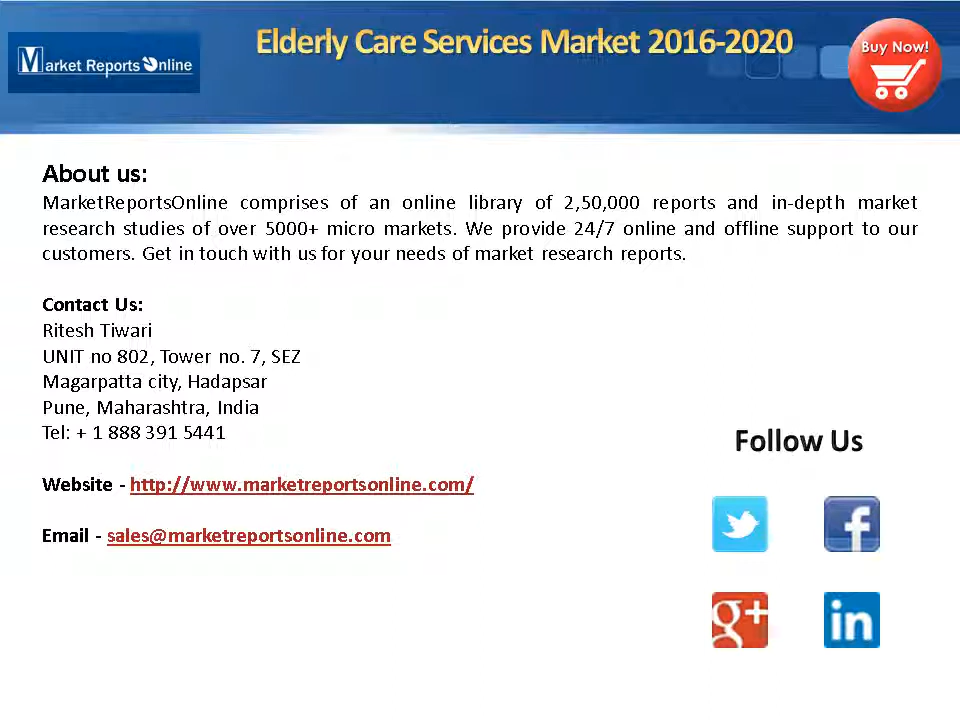 Market Reports Online
Elderly Care Services Market 2016-2020
Buy Now!
About us:
MarketReportsOnline comprises of an online library of 2,50,000 reports and in-depth market
research studies of over 5000+ micro markets. We provide 24/7 online and offline support to our
customers. Get in touch with us for your needs of market research reports.
Contact Us:
Ritesh Tiwari
UNIT no 802, Tower no. 7, SEZ
Magarpatta city, Hadapsar
Pune, Maharashtra, India
Tel: + 1 888 391 5441
Website - http://www.marketreportsonline.com/
Email - sales@marketreportsonline.com
Follow Us
f
g+
in